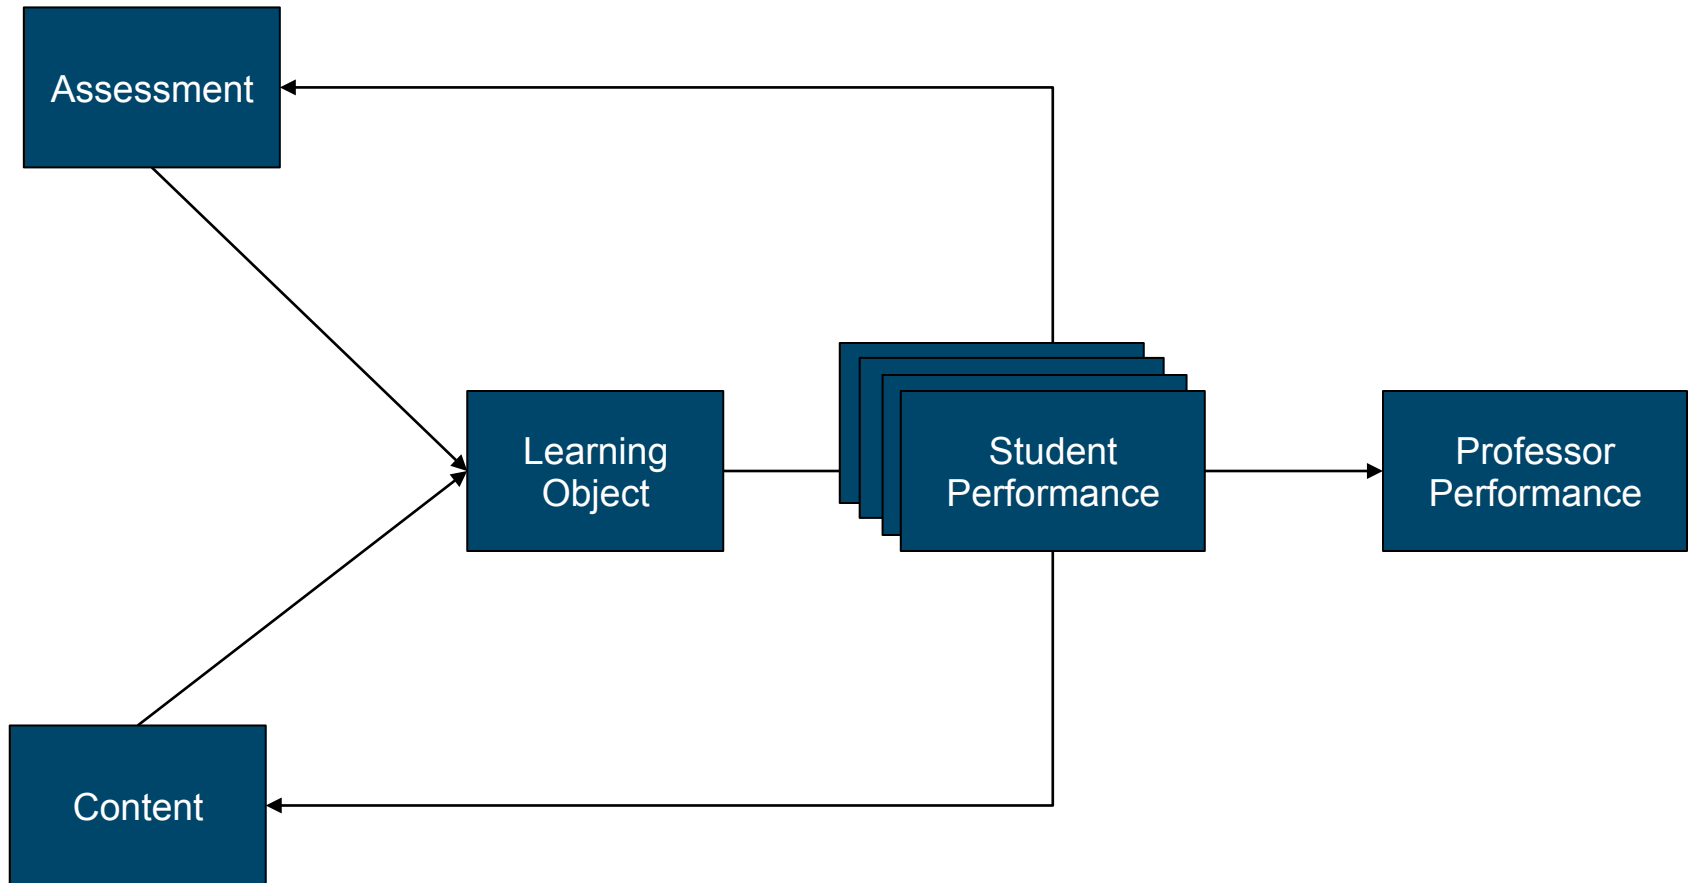 Assessment
Learning
Object
Student
Performance
Professor
Performance
Content